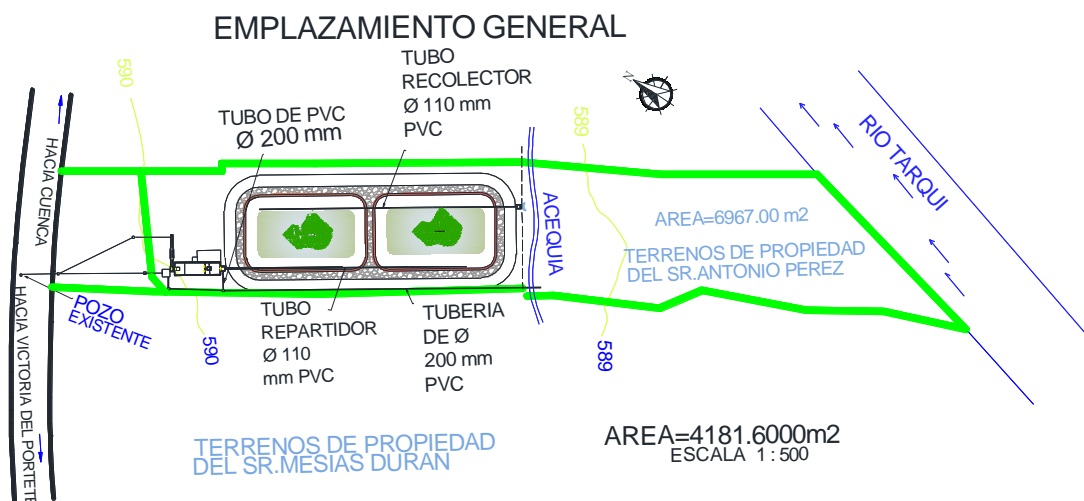 EMPLAZAMIENTO GENERAL
TUBO
RECOLECTOR
Ø 110 mm
PVC
TUBO DE PVC
Ø 200 mm
590
N
589
RIO TARQUI
HACIA CUENCA
ACEQUIA
AREA=6967.00 m2
TERRENOS DE PROPIEDAD
DEL SR.ANTONIO PEREZ
POZO
EXISTENTE
HACIA VICTORIA DEL PORTETE
590
TUBO
REPARTIDOR
Ø 110
mm PVC
TUBERIA
DE Ø
200 mm
PVC
589
TERRENOS DE PROPIEDAD
DEL SR.MESIAS DURAN
AREA=4181.6000m2
ESCALA 1:500